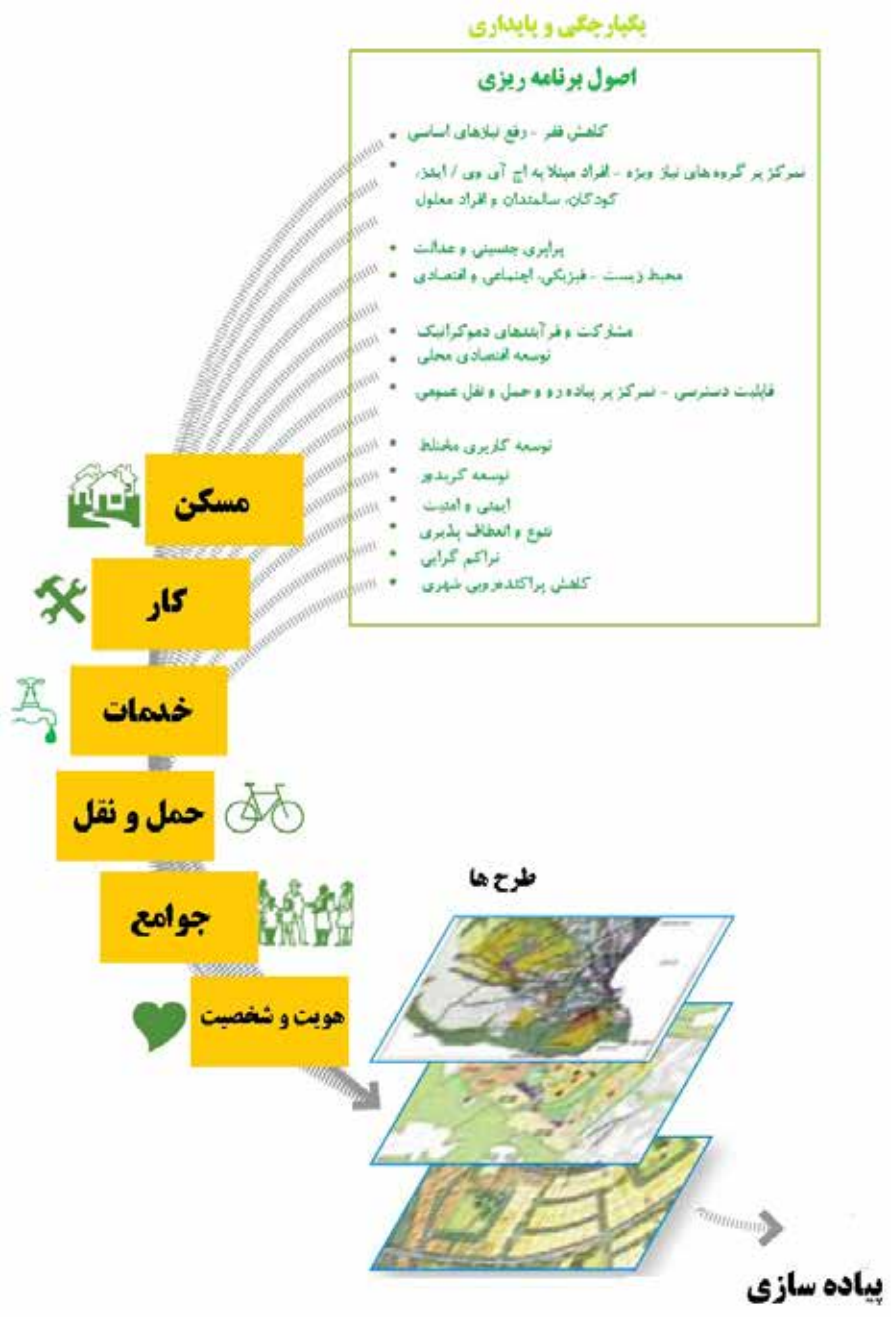 یکپارچگی و پایداری
اصول برنامه ریزی
کاهش فقر - رفع نیازهای اساسی
تمرکز بر گروه های نیاز ویژه - افراد مبتلا به اچ آی وی / ایدز،
کودکان، سالمندان و افراد معلول
برابری جنسیتی و عدالت
محیط زیست - فیزیکی، اجتماعی و اقتصادی
مشارکت و فرآیندهای دموکراتیک
توسعه اقتصادی محلی
قابلیت دسترسی - تمرکز بر پیاده رو و حمل و نقل عمومی
توسعه کاربری مختلط
توسعه کریدور
ایمنی و امنیت
تنوع و انعطاف پذیری
تراکم گرایی
کاهش پراکنده‌رویی شهری
مسکن
کار
خدمات
حمل و نقل
جوامع
هویت و شخصیت
طرح ها
پیاده سازی